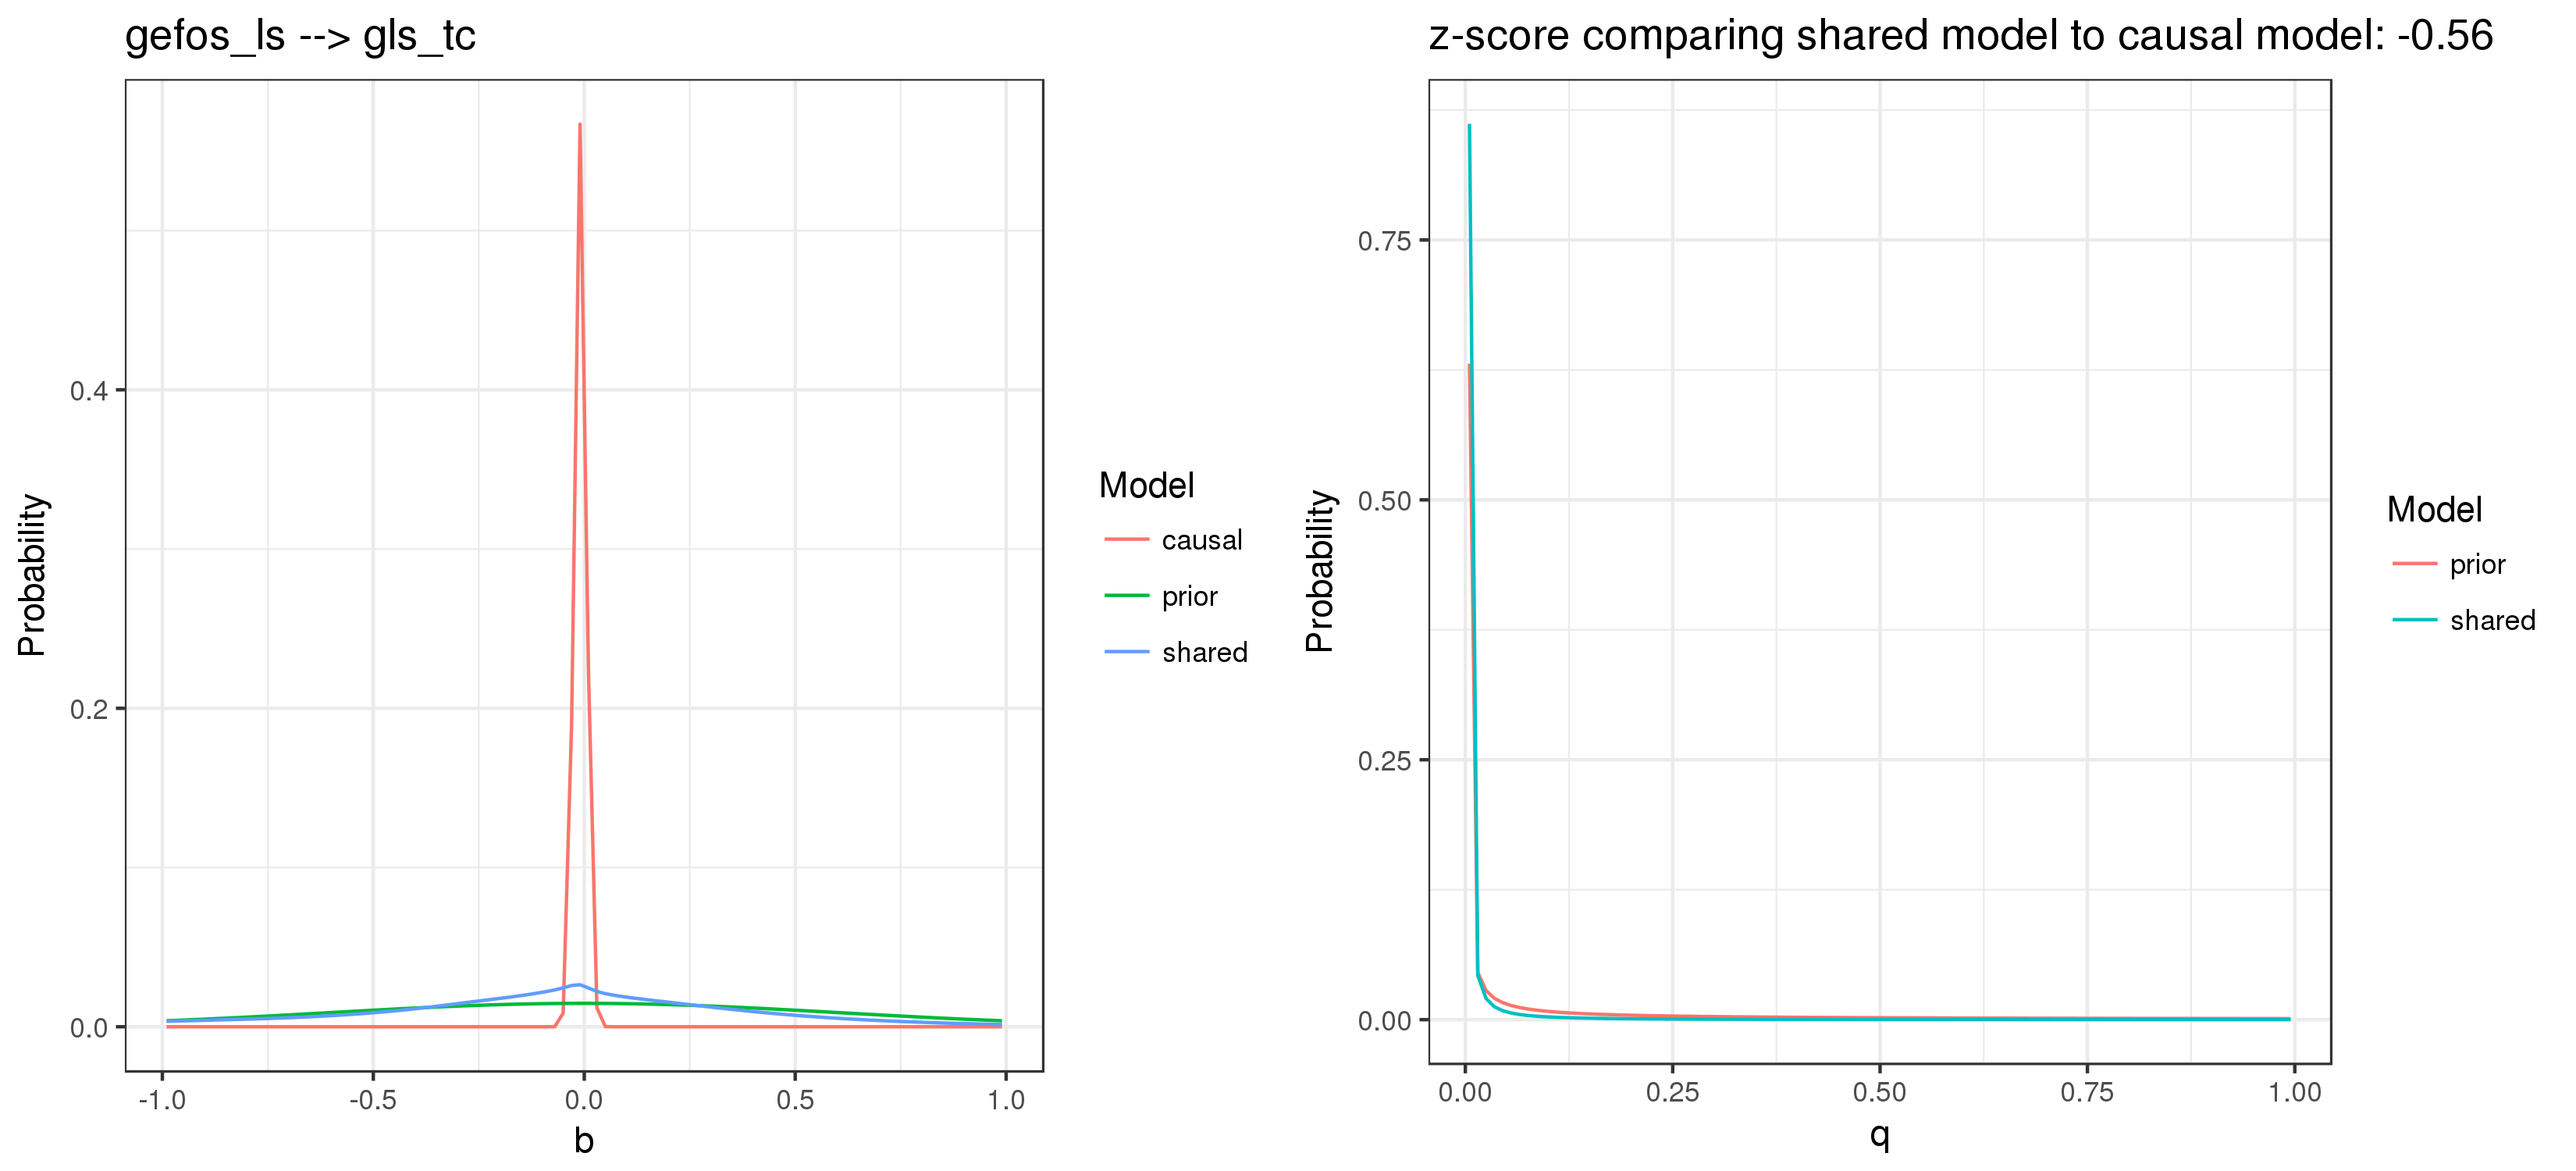 gefos_ls --> gls_tc
Probability
0.4
0.2
0.0
-1.0 -0.5 0.0 0.5 1.0
b
Model
causal
prior
shared
z-score comparing shared model to causal model: -0.56
Probability
0.75
0.50
0.25
0.00
0.00 0.25 0.50 0.75 1.00
q
Model
prior
shared